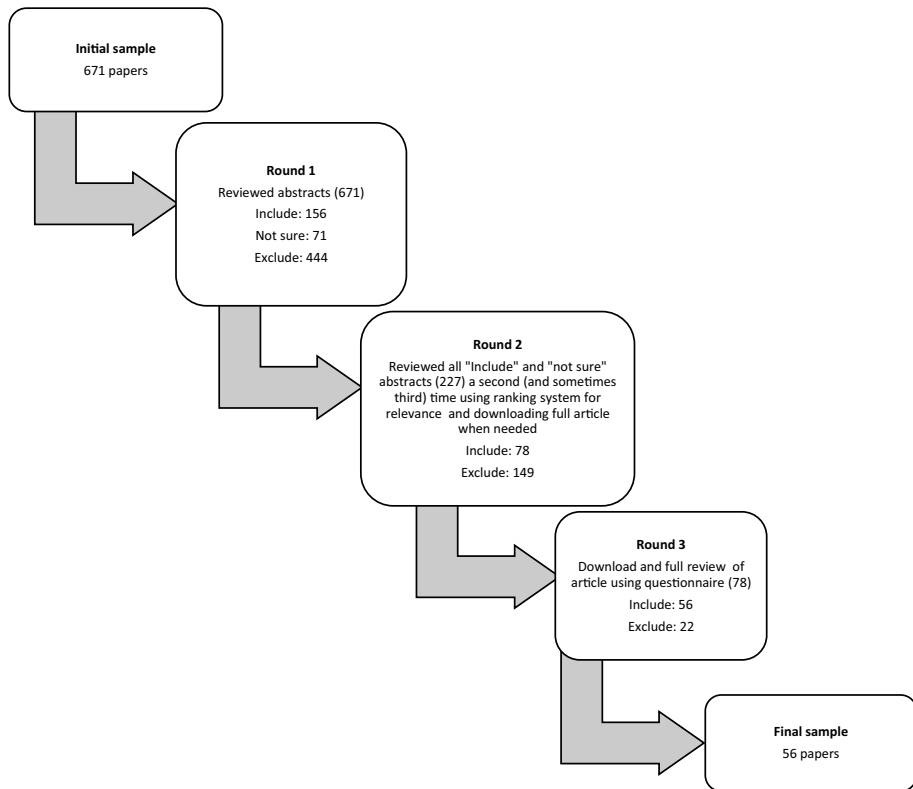 Initial sample
671 papers
Round 1
Reviewed abstracts (671)
Include: 156
Not sure: 71
Exclude: 444
Round 2
Reviewed all "Include" and "not sure"
abstracts (227) a second (and sometimes
third) time using ranking system for
relevance and downloading full article
when needed
Include: 78
Exclude: 149
Round 3
Download and full review of
article using questionnaire (78)
Include: 56
Exclude: 22
Final sample
56 papers